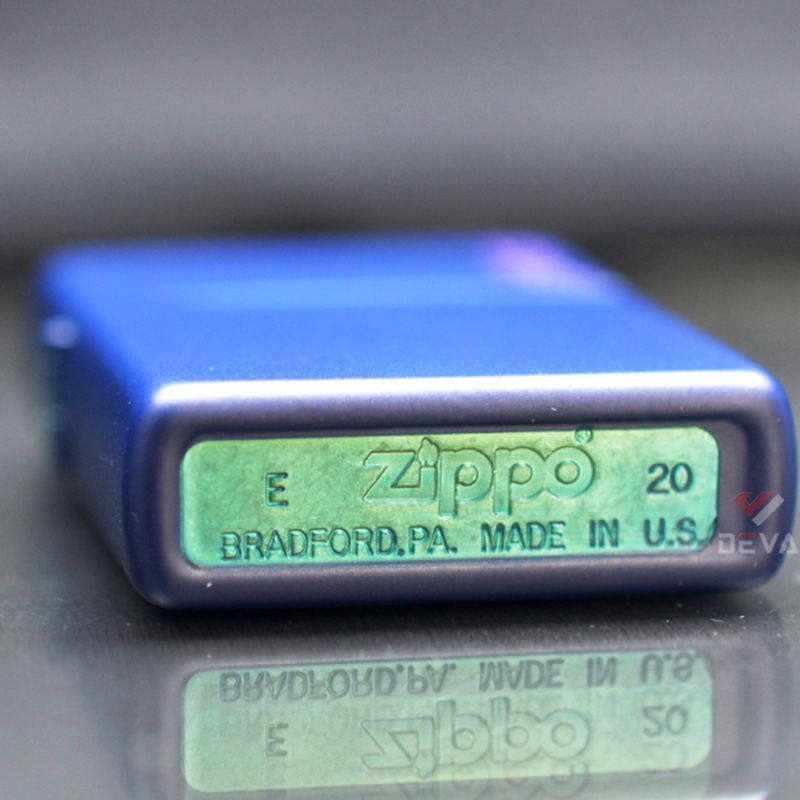 zippo®
E 20
BRADFORD, PA. MADE IN U.S.A
DEVA